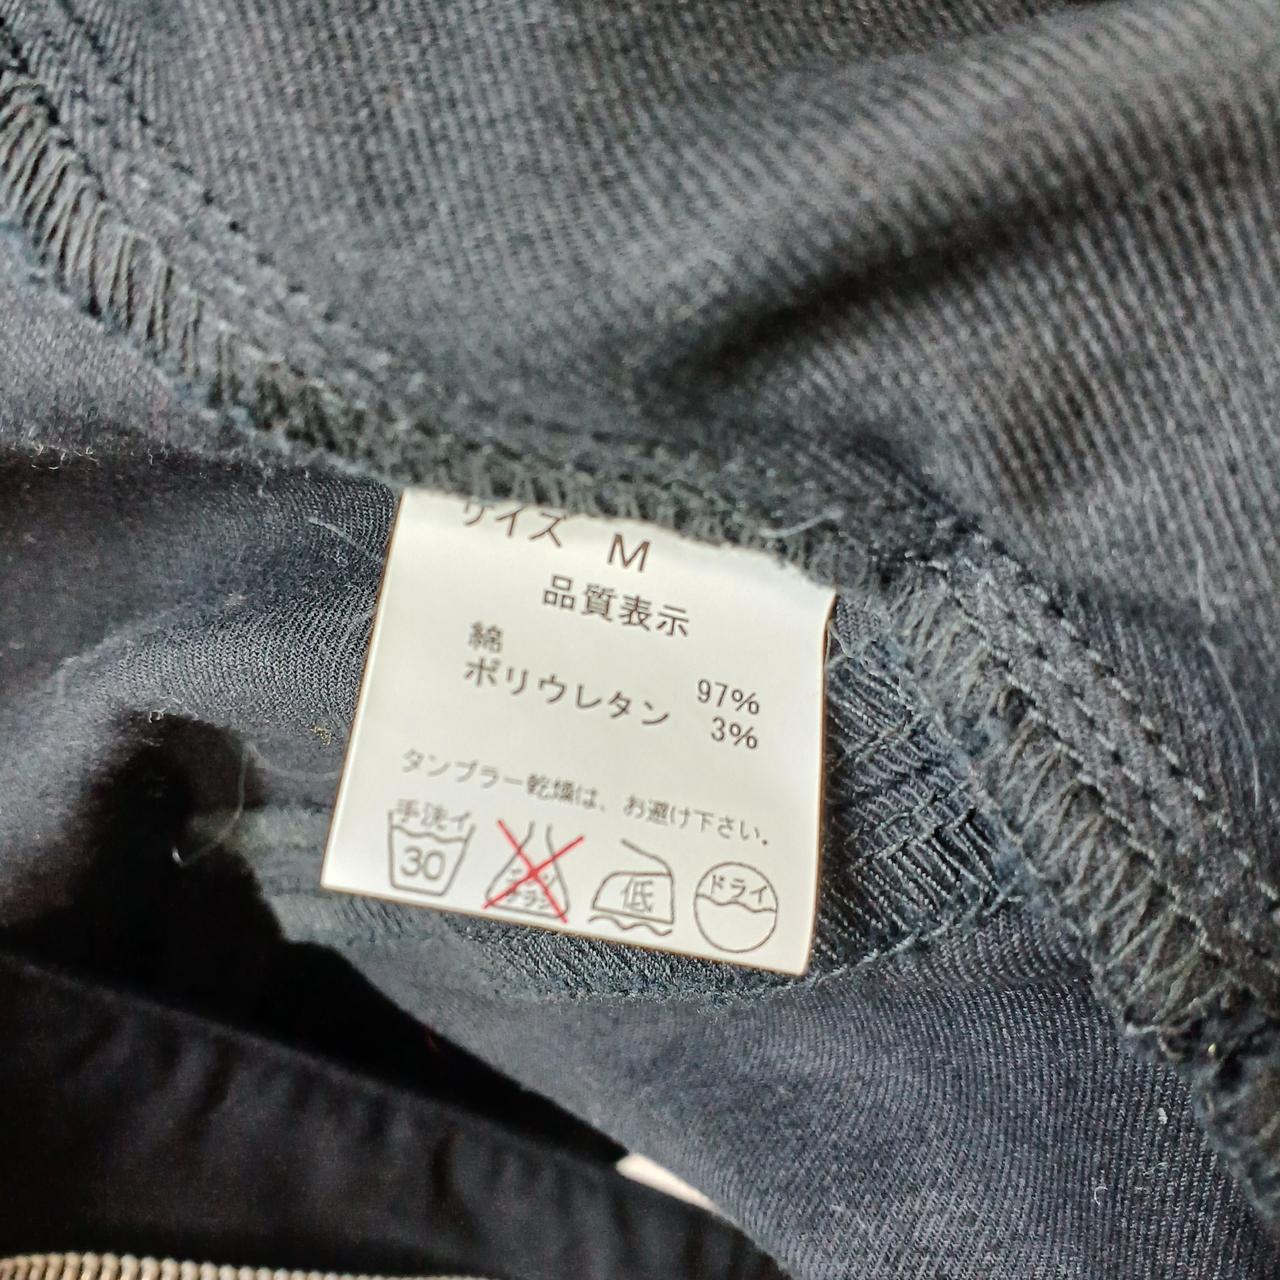 サイズ M
品質表示
綿 97%
ポリウレタン 3%
タンブラー乾燥は、お避け下さい.
手洗イ 30 低 ドライ